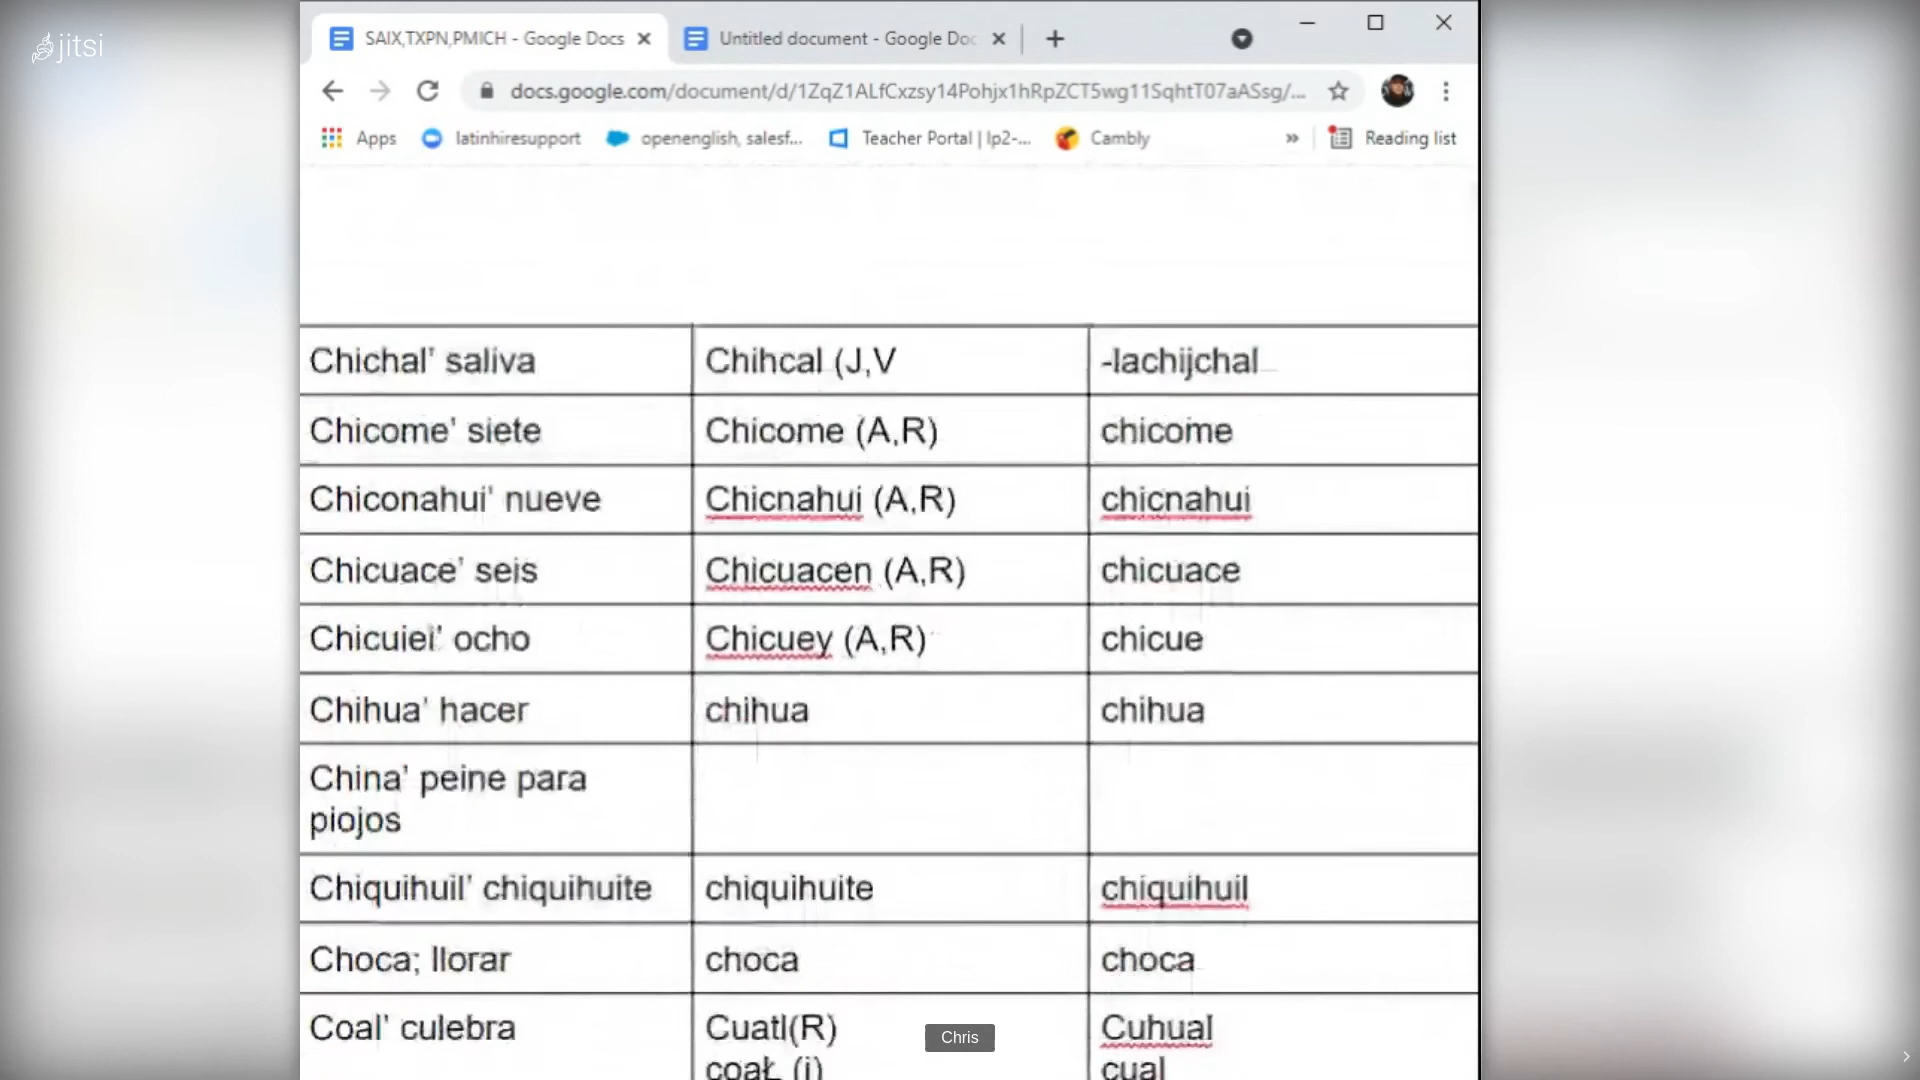 jitsi
SAIX,TXPN,PMICH - Google Docs
Untitled document - Google Doc
docs.google.com/document/d/1ZqZ1ALfCxzsy14Pohjx1hRpZCT5wg11SqhtT07aASsg/...
Apps latinhiresupport openenglish, salesf... Teacher Portal | lp2-... Cambly » Reading list
Chichal’ saliva Chihcal (J,V -lachijchal
Chicome’ siete Chicome (A,R) chicome
Chiconahui’ nueve Chicnahui (A,R) chicnahui
Chicuace’ seis Chicuacen (A,R) chicuace
Chicuiei’ ocho Chicuey (A,R) chicue
Chihua’ hacer chihua chihua
China’ peine para
piojos
Chiquihuil’ chiquihuite chiquihuite chiquihuil
Choca; llorar choca choca
Coal’ culebra Cuatl(R) Cuhual
coaŁ (j) cual
Chris